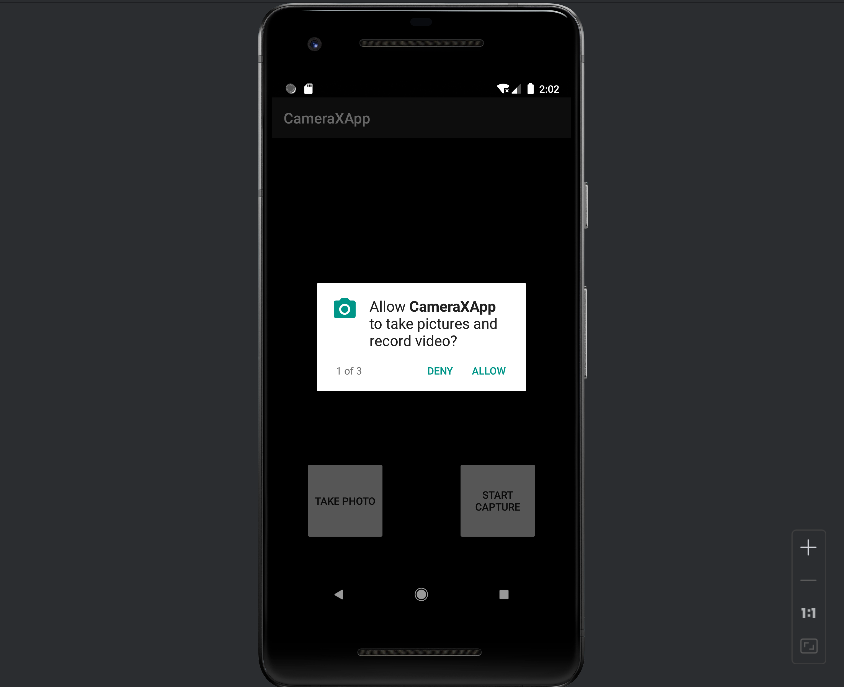 2:02
CameraXApp
Allow CameraXApp
to take pictures and
record video?
1 of 3
DENY
ALLOW
TAKE PHOTO
START
CAPTURE
1:1